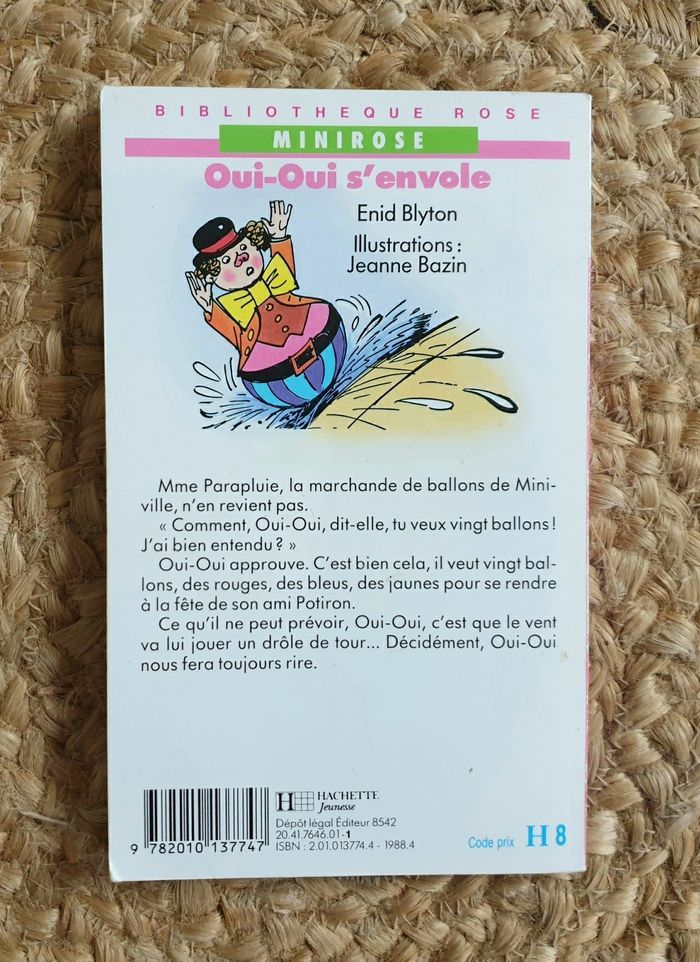 BIBLIOTHEQUE ROSE
MINIROSE
Oui-Oui s'envole
Enid Blyton
Illustrations :
Jeanne Bazin
Mme Parapluie, la marchande de ballons de Mini-
ville, n'en revient pas.
« Comment, Oui-Oui, dit-elle, tu veux vingt ballons !
J'ai bien entendu ? »
Oui-Oui approuve. C'est bien cela, il veut vingt bal-
lons, des rouges, des bleus, des jaunes pour se rendre
à la fête de son ami Potiron.
Ce qu'il ne peut prévoir, Oui-Oui, c'est que le vent
va lui jouer un drôle de tour... Décidément, Oui-Oui
nous fera toujours rire.
H HACHETTE
Jeunesse
Dépôt légal Éditeur 8542
20.41.7646.01-1
ISBN : 2.01.013774.4 - 1988.4
9 782010 137747
Code prix H 8